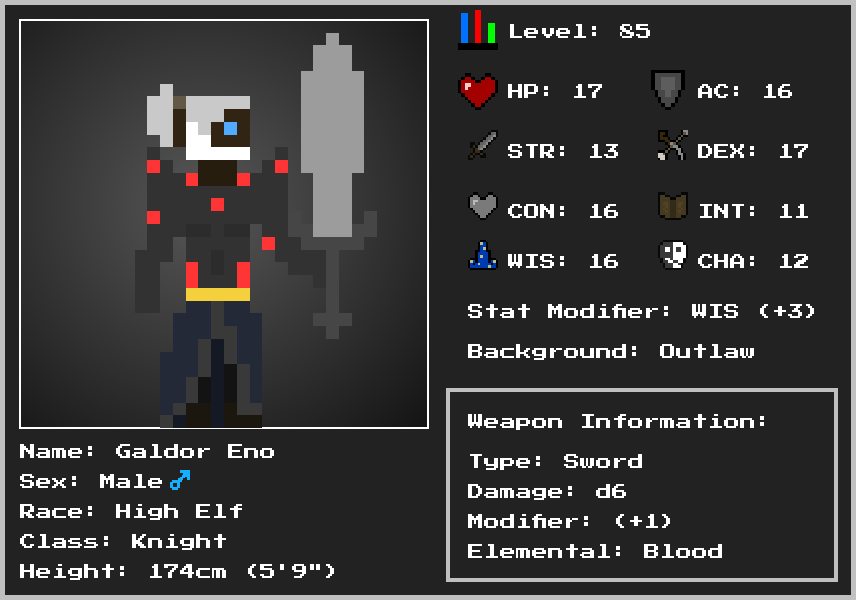 Level: 85
HP: 17 AC: 16
STR: 13 DEX: 17
CON: 16 INT: 11
WIS: 16 CHA: 12
Stat Modifier: WIS (+3)
Background: Outlaw
Weapon Information:
Type: Sword
Damage: d6
Modifier: (+1)
Elemental: Blood
Name: Galdor Eno
Sex: Male ♂
Race: High Elf
Class: Knight
Height: 174cm (5'9")